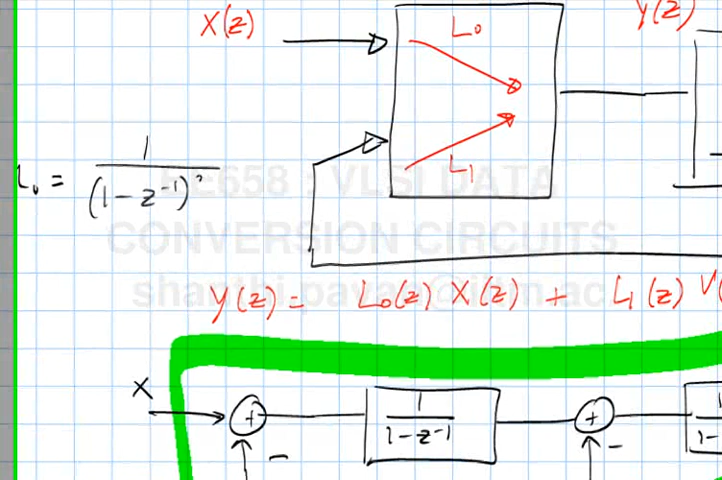 X(z)
L₀
Y(z)
L₁
L₀ = 1 / (1 - z⁻¹)²
EE658 : VLSI DATA
CONVERSION CIRCUITS
Y(z) = L₀(z) X(z) + L₁(z) V(
X
+
1 / (1 - z⁻¹)
+
-
-